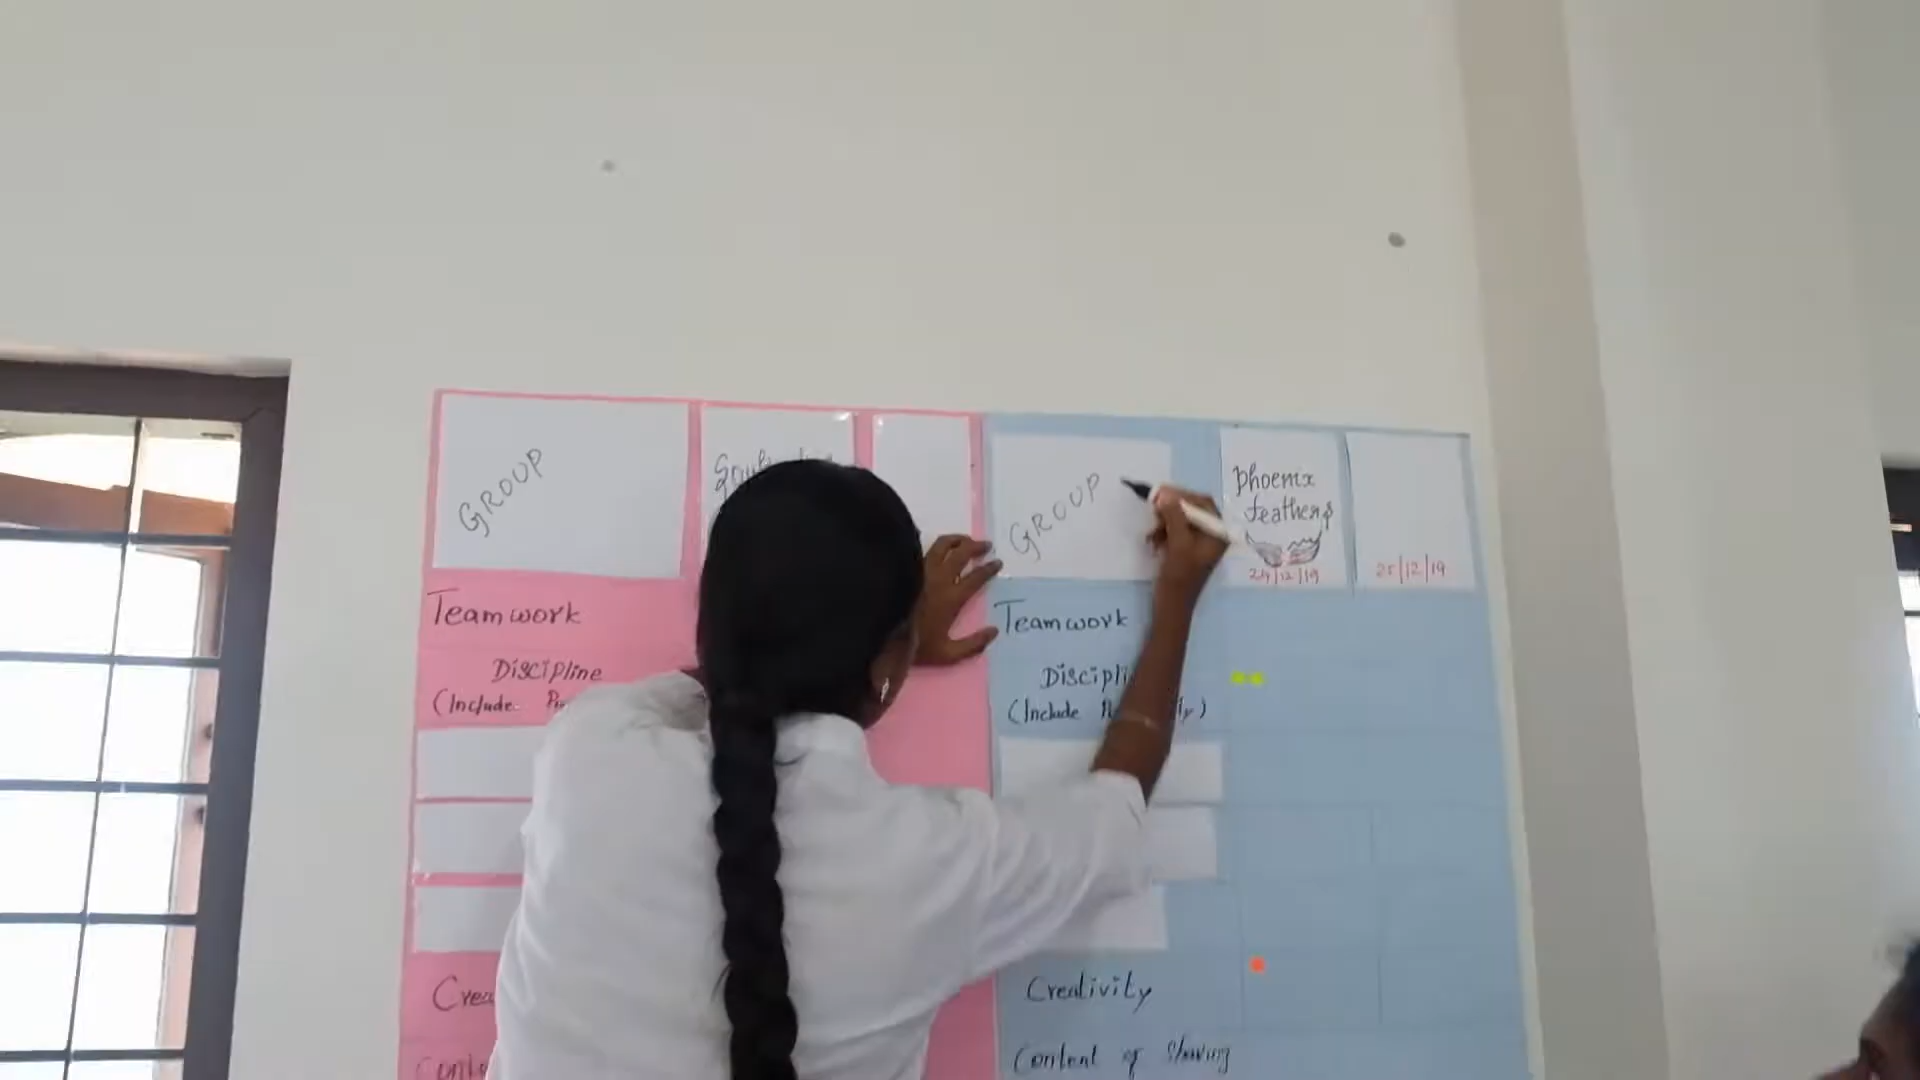 GROUP
Teamwork
Discipline
(Include
GROUP
Phoenix
feathers
24/12/19
25/12/19
Teamwork
(Include
Creativity
Content of Sharing